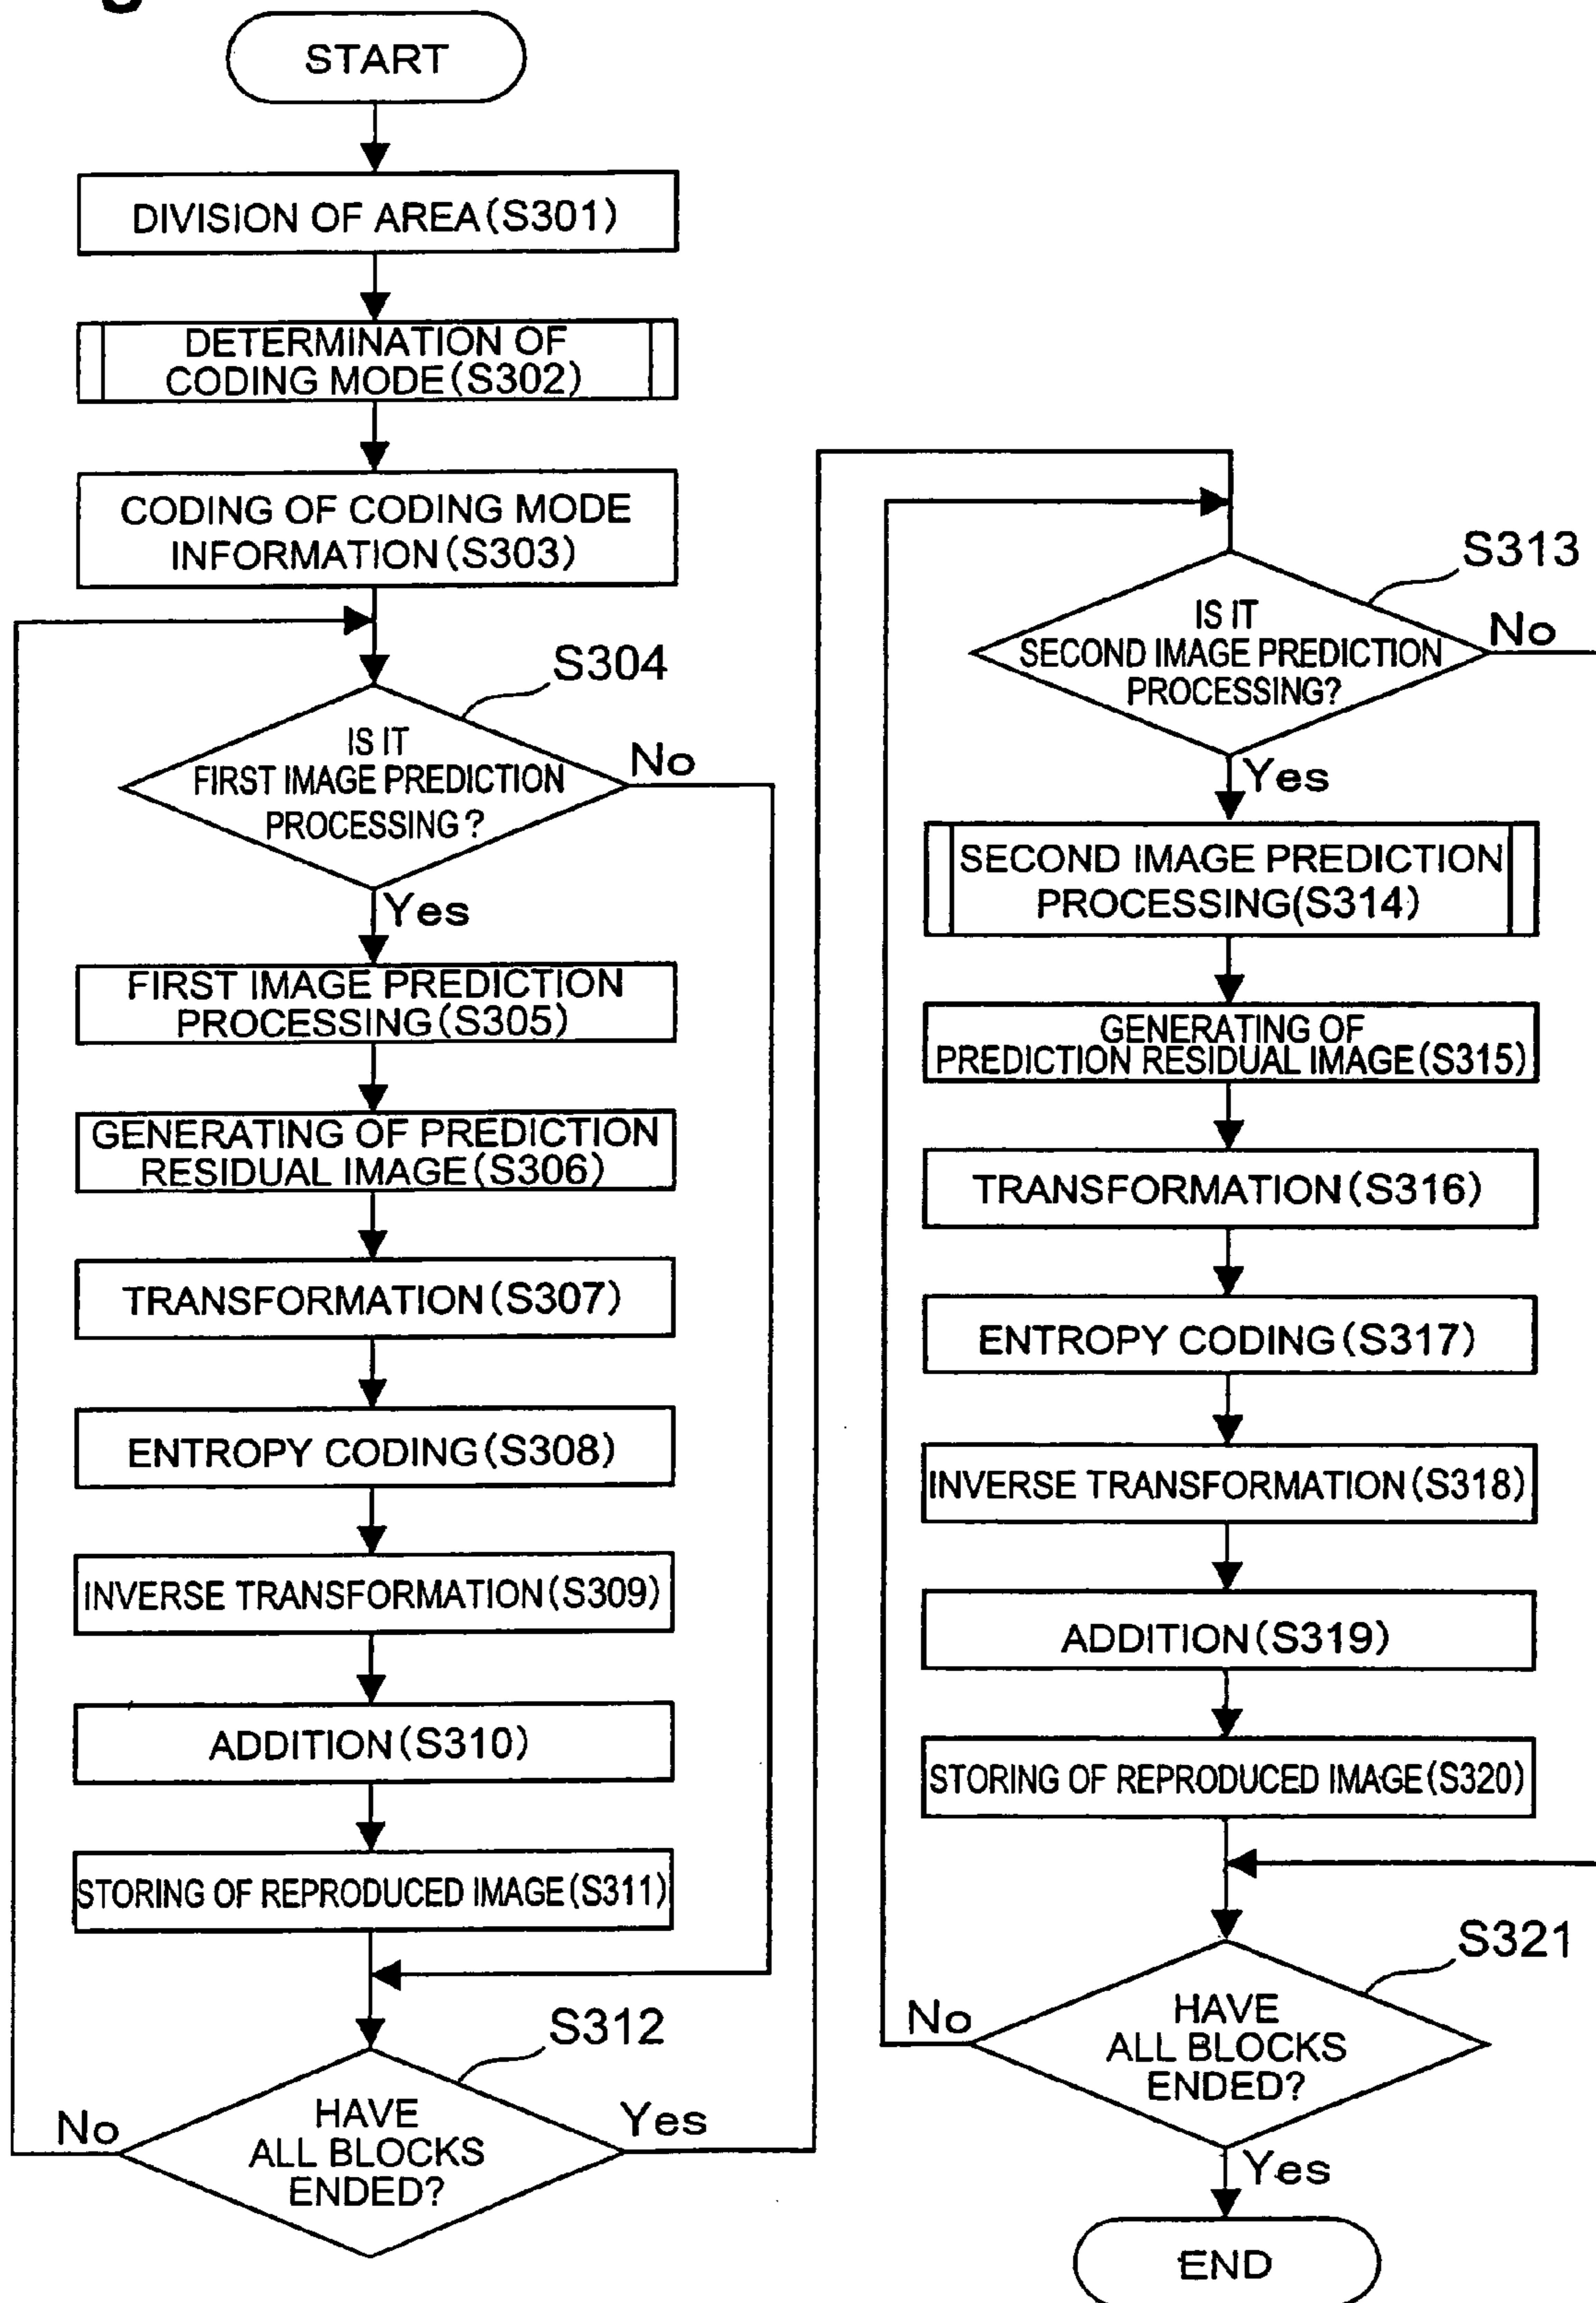 START
DIVISION OF AREA(S301)
DETERMINATION OF
CODING MODE(S302)
CODING OF CODING MODE
INFORMATION(S303)
S304
IS IT
FIRST IMAGE PREDICTION
PROCESSING?
No
Yes
FIRST IMAGE PREDICTION
PROCESSING(S305)
GENERATING OF PREDICTION
RESIDUAL IMAGE(S306)
TRANSFORMATION(S307)
ENTROPY CODING(S308)
INVERSE TRANSFORMATION(S309)
ADDITION(S310)
STORING OF REPRODUCED IMAGE(S311)
S312
HAVE
ALL BLOCKS
ENDED?
No
Yes
S313
IS IT
SECOND IMAGE PREDICTION
PROCESSING?
No
Yes
SECOND IMAGE PREDICTION
PROCESSING(S314)
GENERATING OF
PREDICTION RESIDUAL IMAGE(S315)
TRANSFORMATION(S316)
ENTROPY CODING(S317)
INVERSE TRANSFORMATION(S318)
ADDITION(S319)
STORING OF REPRODUCED IMAGE(S320)
S321
HAVE
ALL BLOCKS
ENDED?
No
Yes
END